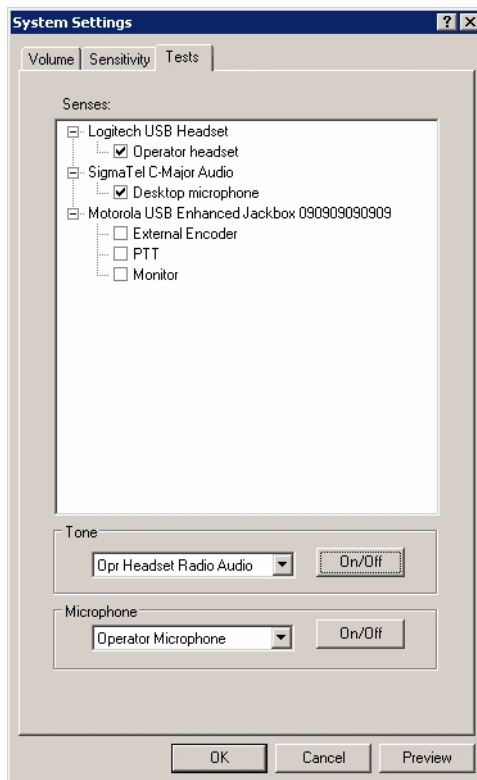 System Settings
Volume Sensitivity Tests
Senses:
Logitech USB Headset
Operator headset
SigmaTel C-Major Audio
Desktop microphone
Motorola USB Enhanced Jackbox 090909090909
External Encoder
PTT
Monitor
Tone
Opr Headset Radio Audio On/Off
Microphone
Operator Microphone On/Off
OK Cancel Preview